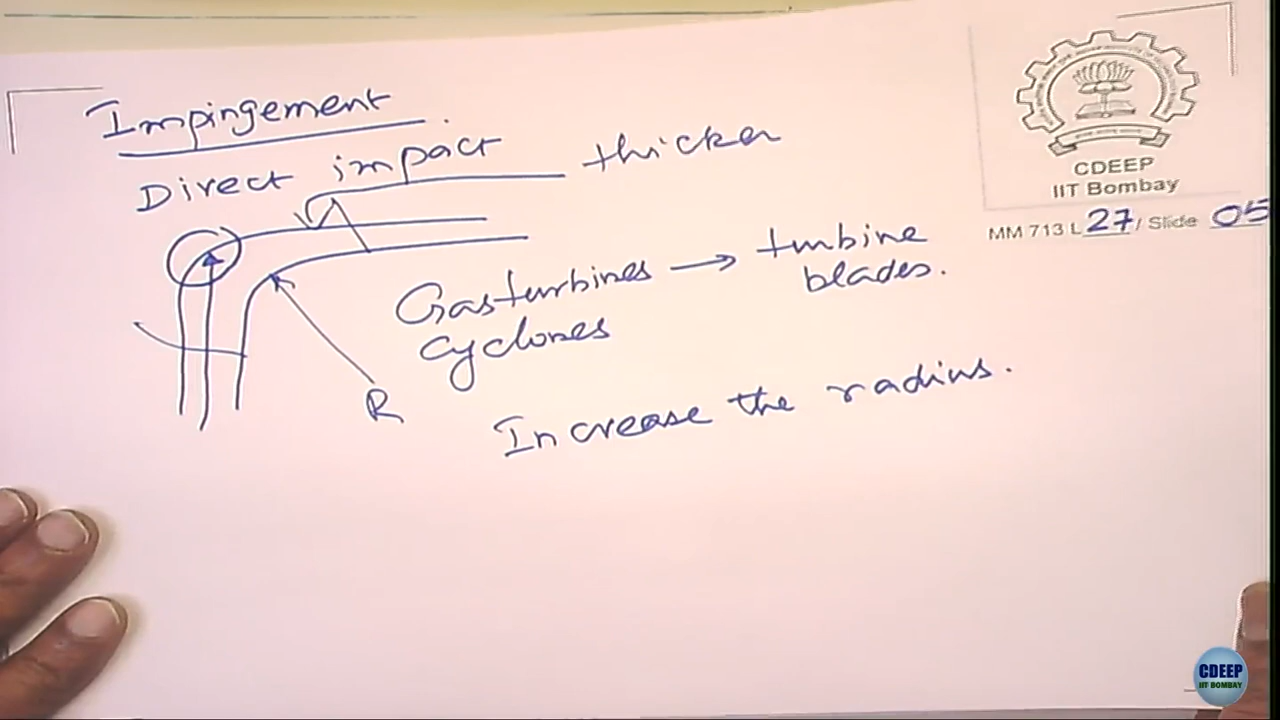 Impingement.
Direct impact thicker
Gasturbines → turbine
blades.
cyclones
R
Increase the radius.
CDEEP
IIT Bombay
MM 713 L 27 / Slide 05
CDEEP
IIT BOMBAY